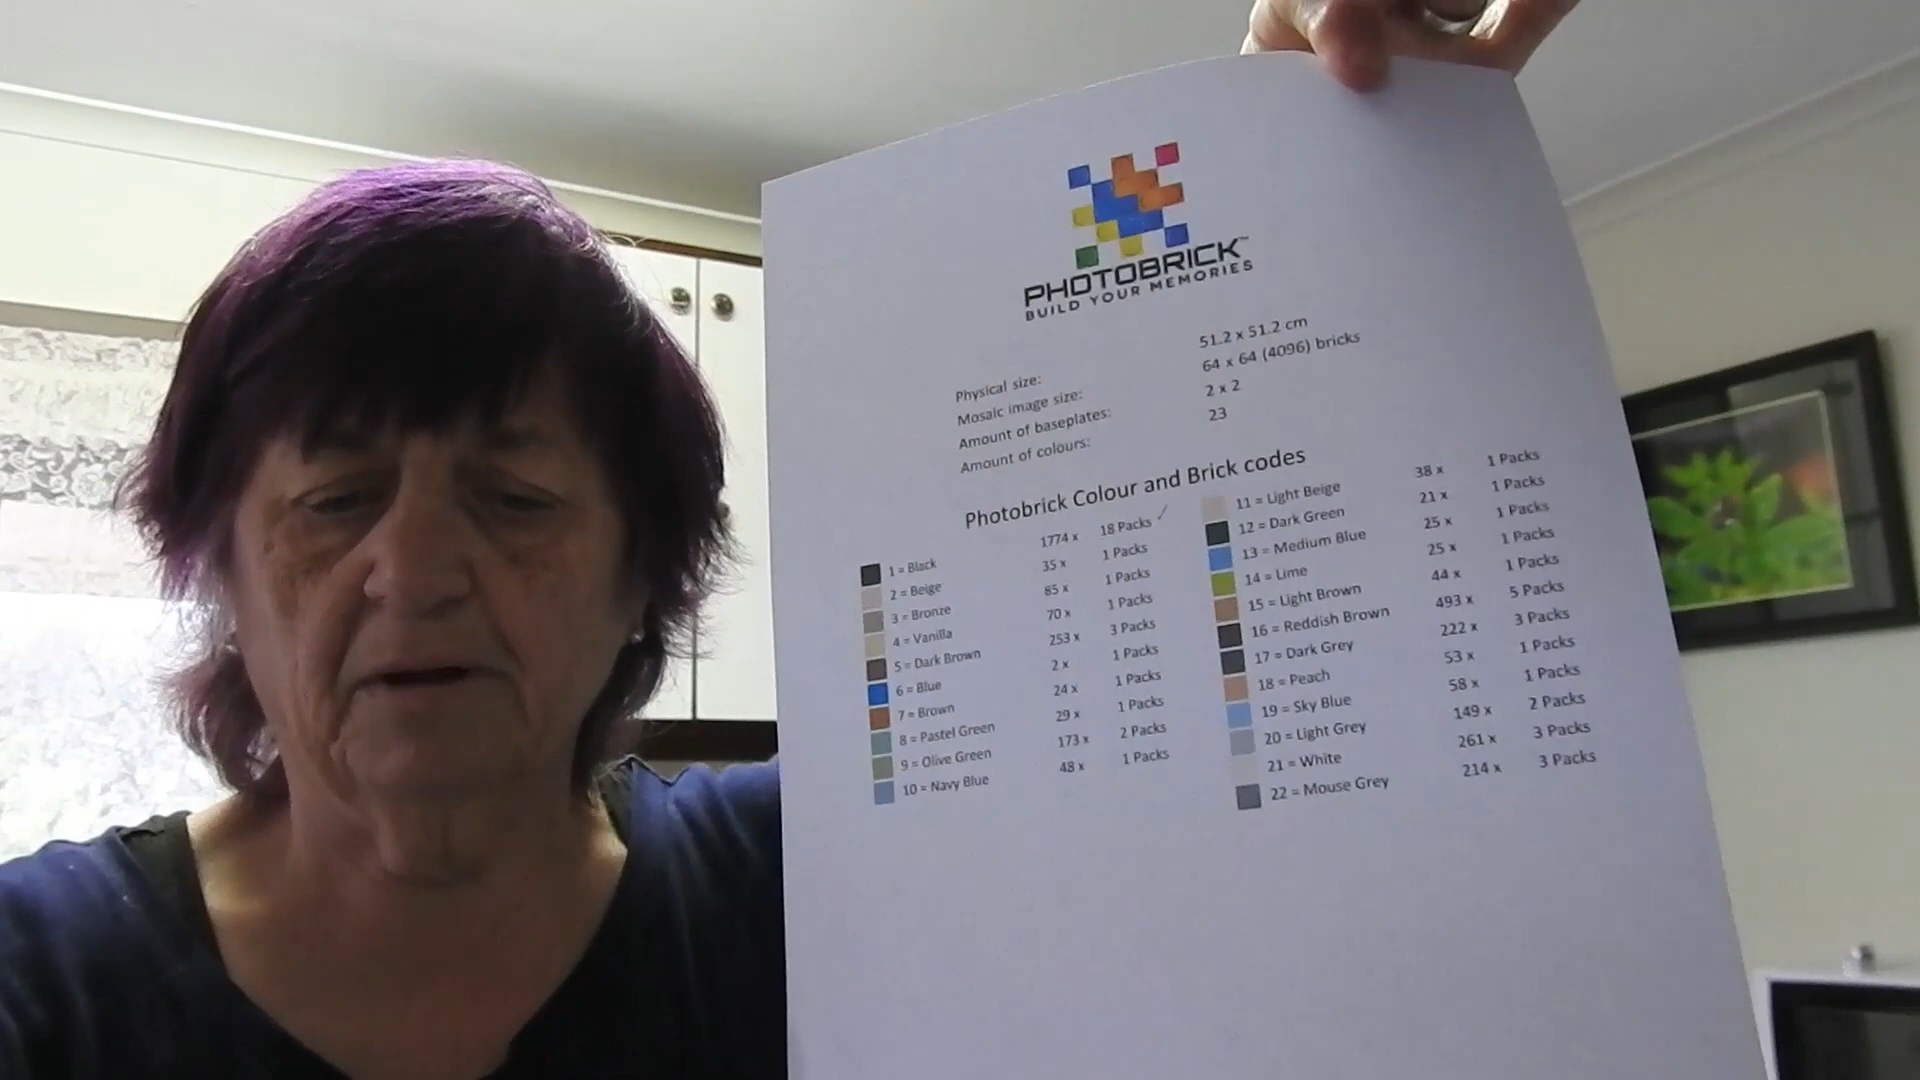 PHOTOBRICK™
BUILD YOUR MEMORIES
Physical size: 51.2 x 51.2 cm
Mosaic image size: 64 x 64 (4096) bricks
Amount of baseplates: 2 x 2
Amount of colours: 23
Photobrick Colour and Brick codes
1 = Black 1774 x 18 Packs ✓
2 = Beige 35 x 1 Packs
3 = Bronze 85 x 1 Packs
4 = Vanilla 70 x 1 Packs
5 = Dark Brown 253 x 3 Packs
6 = Blue 2 x 1 Packs
7 = Brown 24 x 1 Packs
8 = Pastel Green 29 x 1 Packs
9 = Olive Green 173 x 2 Packs
10 = Navy Blue 48 x 1 Packs
11 = Light Beige 38 x 1 Packs
12 = Dark Green 21 x 1 Packs
13 = Medium Blue 25 x 1 Packs
14 = Lime 25 x 1 Packs
15 = Light Brown 44 x 1 Packs
16 = Reddish Brown 493 x 5 Packs
17 = Dark Grey 222 x 3 Packs
18 = Peach 53 x 1 Packs
19 = Sky Blue 58 x 1 Packs
20 = Light Grey 149 x 2 Packs
21 = White 261 x 3 Packs
22 = Mouse Grey 214 x 3 Packs